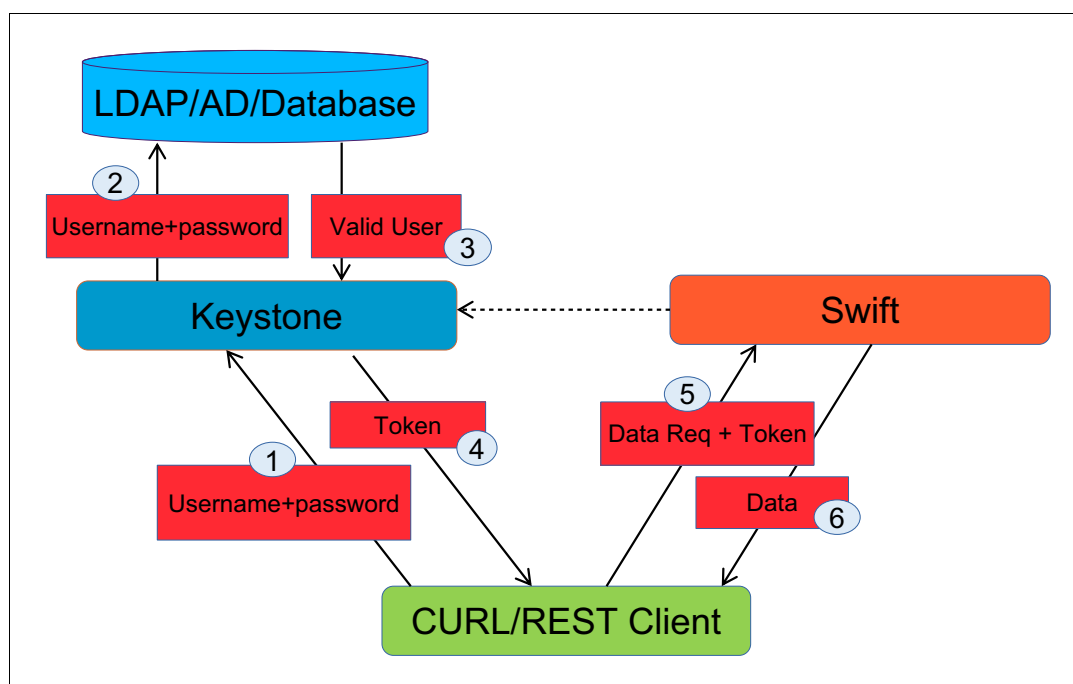 LDAP/AD/Database
2
Username+password
Valid User
3
Keystone
Swift
5
Token
4
Data Req + Token
1
Username+password
Data
6
CURL/REST Client